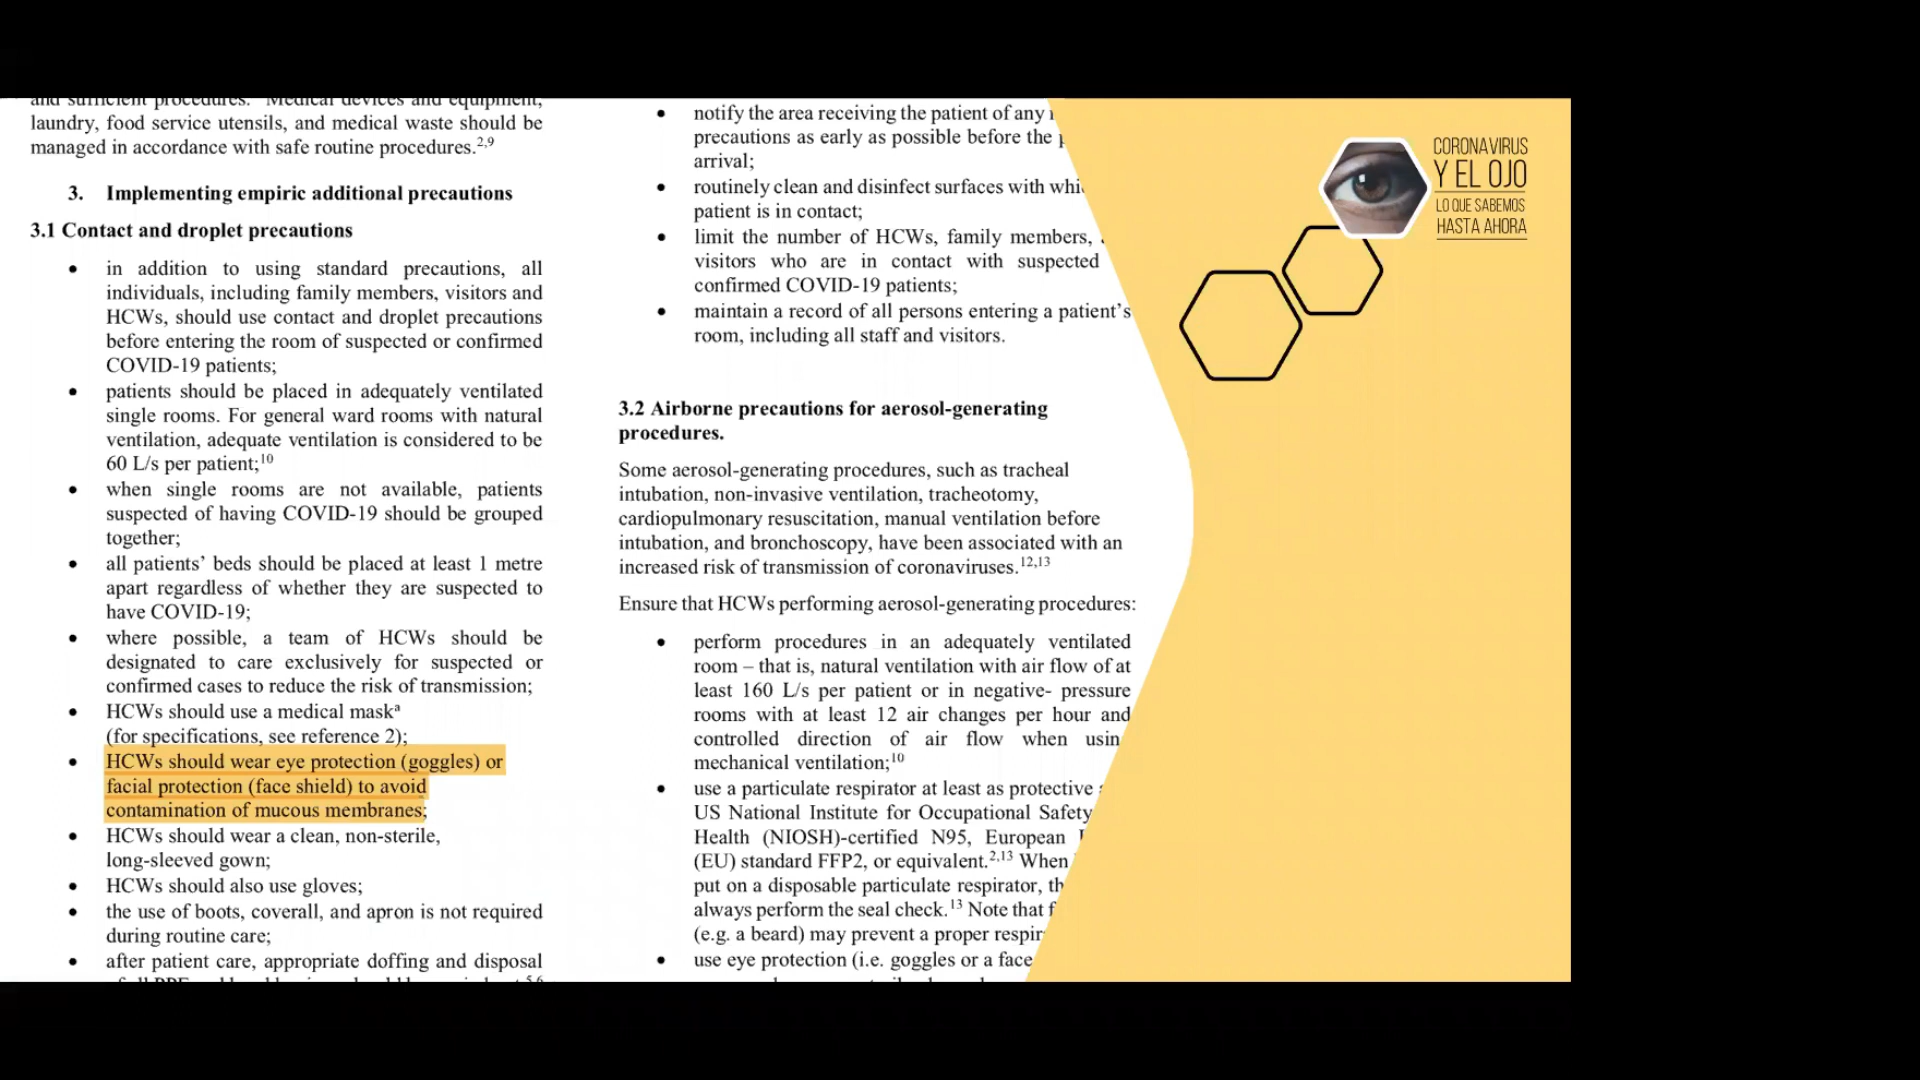 and sufficient procedures. Medical devices and equipment,
laundry, food service utensils, and medical waste should be
managed in accordance with safe routine procedures.2,9
3. Implementing empiric additional precautions
3.1 Contact and droplet precautions
• in addition to using standard precautions, all
individuals, including family members, visitors and
HCWs, should use contact and droplet precautions
before entering the room of suspected or confirmed
COVID-19 patients;
• patients should be placed in adequately ventilated
single rooms. For general ward rooms with natural
ventilation, adequate ventilation is considered to be
60 L/s per patient;10
• when single rooms are not available, patients
suspected of having COVID-19 should be grouped
together;
• all patients’ beds should be placed at least 1 metre
apart regardless of whether they are suspected to
have COVID-19;
• where possible, a team of HCWs should be
designated to care exclusively for suspected or
confirmed cases to reduce the risk of transmission;
• HCWs should use a medical maskª
(for specifications, see reference 2);
• HCWs should wear eye protection (goggles) or
facial protection (face shield) to avoid
contamination of mucous membranes;
• HCWs should wear a clean, non-sterile,
long-sleeved gown;
• HCWs should also use gloves;
• the use of boots, coverall, and apron is not required
during routine care;
• after patient care, appropriate doffing and disposal
• notify the area receiving the patient of any
precautions as early as possible before the
arrival;
• routinely clean and disinfect surfaces with
patient is in contact;
• limit the number of HCWs, family members,
visitors who are in contact with suspected
confirmed COVID-19 patients;
• maintain a record of all persons entering a patient’s
room, including all staff and visitors.
3.2 Airborne precautions for aerosol-generating
procedures.
Some aerosol-generating procedures, such as tracheal
intubation, non-invasive ventilation, tracheotomy,
cardiopulmonary resuscitation, manual ventilation before
intubation, and bronchoscopy, have been associated with an
increased risk of transmission of coronaviruses.12,13
Ensure that HCWs performing aerosol-generating procedures:
• perform procedures in an adequately ventilated
room – that is, natural ventilation with air flow of at
least 160 L/s per patient or in negative- pressure
rooms with at least 12 air changes per hour and
controlled direction of air flow when
mechanical ventilation;10
• use a particulate respirator at least as protective
US National Institute for Occupational Safety
Health (NIOSH)-certified N95, European
(EU) standard FFP2, or equivalent.2,13 When
put on a disposable particulate respirator,
always perform the seal check.13 Note that
(e.g. a beard) may prevent a proper
• use eye protection (i.e. goggles or a face
CORONAVIRUS
Y EL OJO
LO QUE SABEMOS
HASTA AHORA